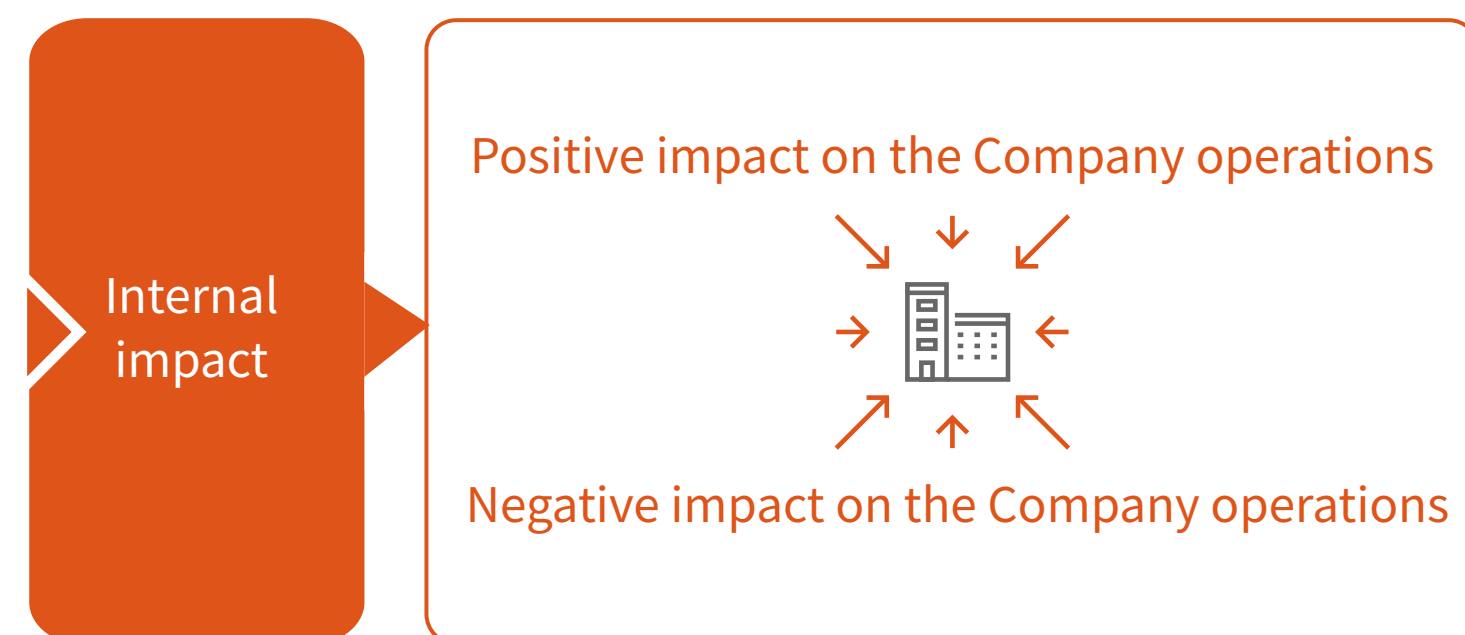 Internal
impact
Positive impact on the Company operations
Negative impact on the Company operations